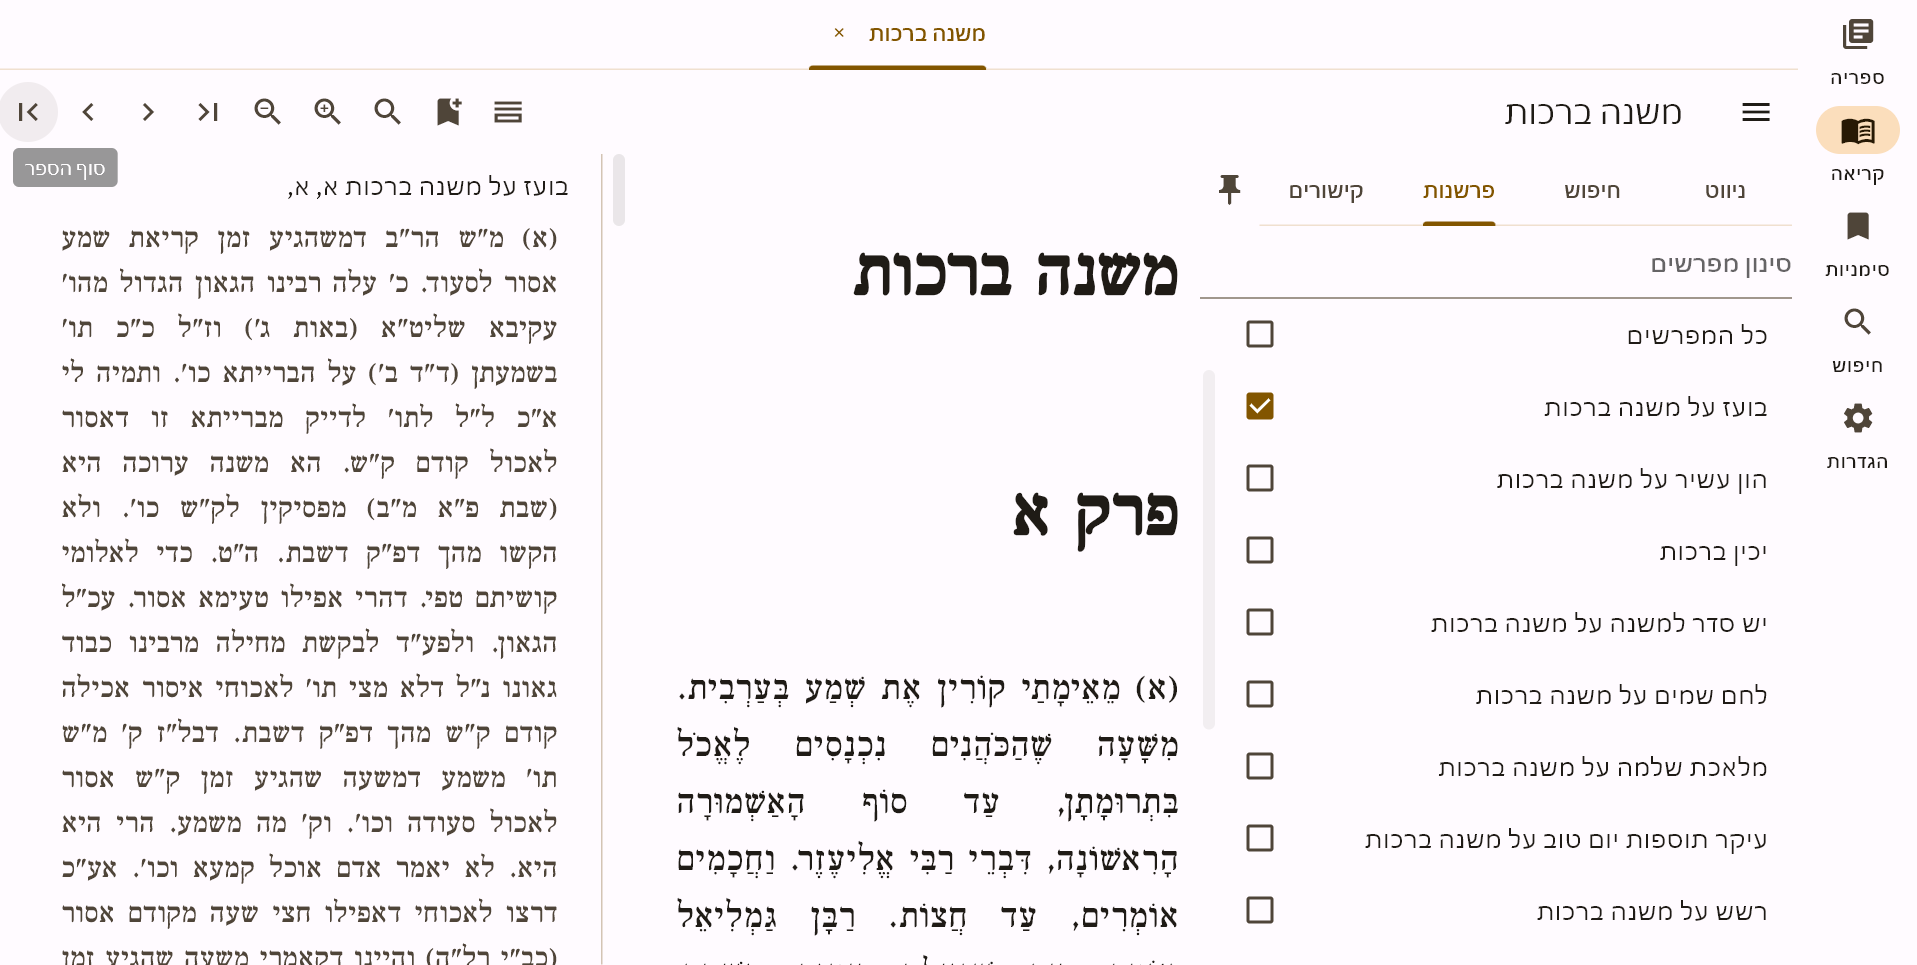 משנה ברכות ×
ספריה
קריאה
סימניות
חיפוש
הגדרות
משנה ברכות
סוף הספר
ניווט
חיפוש
פרשנות
קישורים
סינון מפרשים
כל המפרשים
בועז על משנה ברכות
הון עשיר על משנה ברכות
יכין ברכות
יש סדר למשנה על משנה ברכות
לחם שמים על משנה ברכות
מלאכת שלמה על משנה ברכות
עיקר תוספות יום טוב על משנה ברכות
רשש על משנה ברכות
משנה ברכות
פרק א
(א) מֵאֵימָתַי קוֹרִין אֶת שְׁמַע בְּעַרְבִית.
מִשָּׁעָה שֶׁהַכֹּהֲנִים נִכְנָסִים לֶאֱכֹל
בִּתְרוּמָתָן, עַד סוֹף הָאַשְׁמוּרָה
הָרִאשׁוֹנָה, דִּבְרֵי רַבִּי אֱלִיעֶזֶר. וַחֲכָמִים
אוֹמְרִים, עַד חֲצוֹת. רַבָּן גַּמְלִיאֵל
בועז על משנה ברכות א, א,
(א) מ"ש הר"ב דמשהגיע זמן קריאת שמע
אסור לסעוד. כ' עלה רבינו הגאון הגדול מהו'
עקיבא שליט"א (באות ג') וז"ל כ"כ תו'
בשמעתן (ד"ד ב') על הברייתא כו'. ותמיה לי
א"כ ל"ל לתו' לדייק מברייתא זו דאסור
לאכול קודם ק"ש. הא משנה ערוכה היא
(שבת פ"א מ"ב) מפסיקין לק"ש כו'. ולא
הקשו מהך דפ"ק דשבת. ה"ט. כדי לאלומי
קושיתם טפי. דהרי אפילו טעימא אסור. עכ"ל
הגאון. ולפע"ד לבקשת מחילה מרבינו כבוד
גאונו נ"ל דלא מצי תו' לאכוחי איסור אכילה
קודם ק"ש מהך דפ"ק דשבת. דבל"ז ק' מ"ש
תו' משמע דמשעה שהגיע זמן ק"ש אסור
לאכול סעודה וכו'. וק' מה משמע. הרי היא
היא. לא יאמר אדם אוכל קמעא וכו'. אע"כ
דרצו לאכוחי דאפילו חצי שעה מקודם אסור
(כב"י רל"ה) והיינו דקאמרי משעה שהגיע זמן